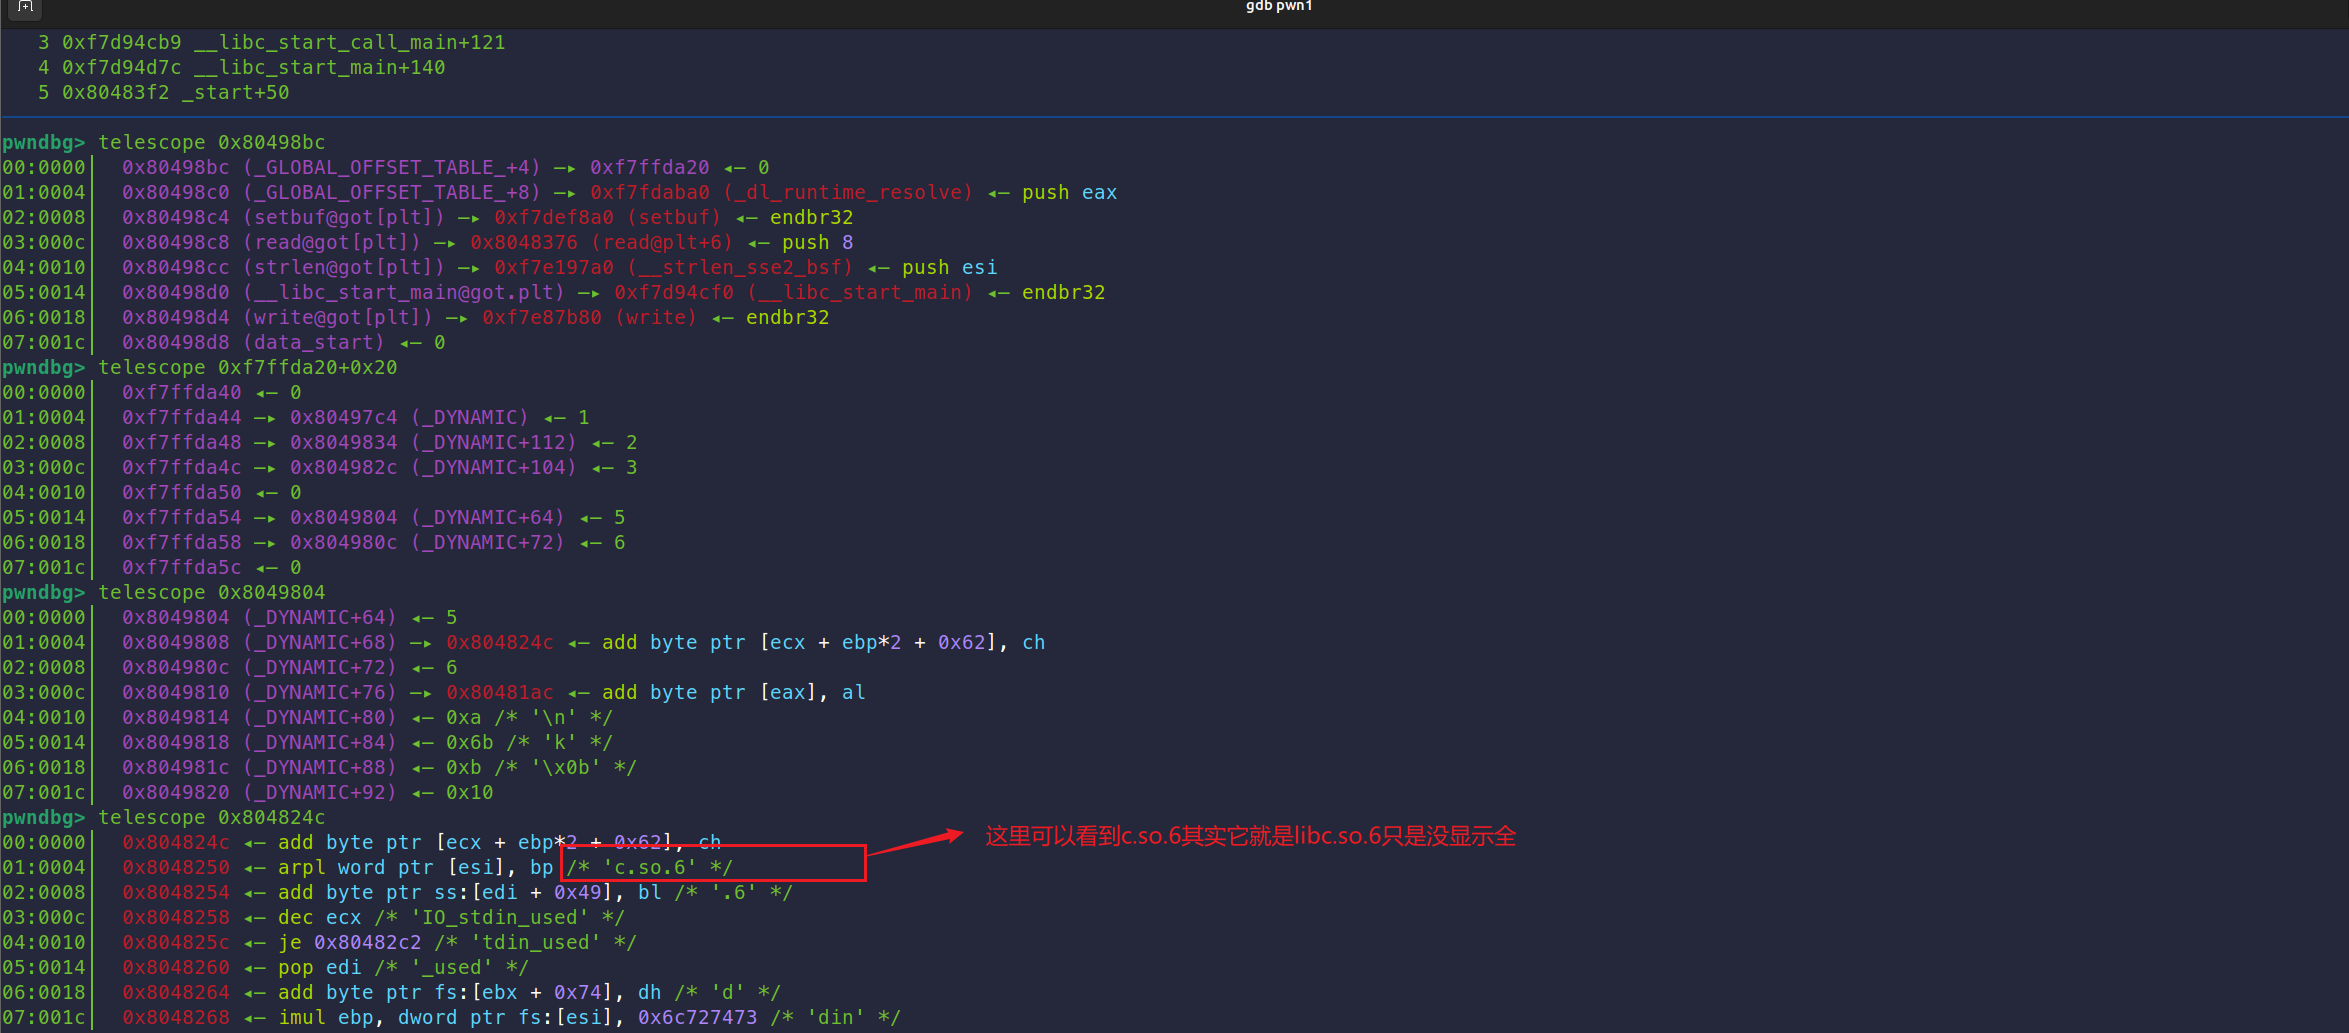 gdb pwn1
3 0xf7d94cb9 __libc_start_call_main+121
4 0xf7d94d7c __libc_start_main+140
5 0x80483f2 _start+50
pwndbg> telescope 0x80498bc
00:0000│  0x80498bc (_GLOBAL_OFFSET_TABLE_+4) —▸ 0xf7ffda20 ◂— 0
01:0004│  0x80498c0 (_GLOBAL_OFFSET_TABLE_+8) —▸ 0xf7fdaba0 (_dl_runtime_resolve) ◂— push eax
02:0008│  0x80498c4 (setbuf@got[plt]) —▸ 0xf7def8a0 (setbuf) ◂— endbr32
03:000c│  0x80498c8 (read@got[plt]) —▸ 0x8048376 (read@plt+6) ◂— push 8
04:0010│  0x80498cc (strlen@got[plt]) —▸ 0xf7e197a0 (__strlen_sse2_bsf) ◂— push esi
05:0014│  0x80498d0 (__libc_start_main@got.plt) —▸ 0xf7d94cf0 (__libc_start_main) ◂— endbr32
06:0018│  0x80498d4 (write@got[plt]) —▸ 0xf7e87b80 (write) ◂— endbr32
07:001c│  0x80498d8 (data_start) ◂— 0
pwndbg> telescope 0xf7ffda20+0x20
00:0000│  0xf7ffda40 ◂— 0
01:0004│  0xf7ffda44 —▸ 0x80497c4 (_DYNAMIC) ◂— 1
02:0008│  0xf7ffda48 —▸ 0x8049834 (_DYNAMIC+112) ◂— 2
03:000c│  0xf7ffda4c —▸ 0x804982c (_DYNAMIC+104) ◂— 3
04:0010│  0xf7ffda50 ◂— 0
05:0014│  0xf7ffda54 —▸ 0x8049804 (_DYNAMIC+64) ◂— 5
06:0018│  0xf7ffda58 —▸ 0x804980c (_DYNAMIC+72) ◂— 6
07:001c│  0xf7ffda5c ◂— 0
pwndbg> telescope 0x8049804
00:0000│  0x8049804 (_DYNAMIC+64) ◂— 5
01:0004│  0x8049808 (_DYNAMIC+68) —▸ 0x804824c ◂— add byte ptr [ecx + ebp*2 + 0x62], ch
02:0008│  0x804980c (_DYNAMIC+72) ◂— 6
03:000c│  0x8049810 (_DYNAMIC+76) —▸ 0x80481ac ◂— add byte ptr [eax], al
04:0010│  0x8049814 (_DYNAMIC+80) ◂— 0xa /* '\n' */
05:0014│  0x8049818 (_DYNAMIC+84) ◂— 0x6b /* 'k' */
06:0018│  0x804981c (_DYNAMIC+88) ◂— 0xb /* '\x0b' */
07:001c│  0x8049820 (_DYNAMIC+92) ◂— 0x10
pwndbg> telescope 0x804824c
00:0000│  0x804824c ◂— add byte ptr [ecx + ebp*2 + 0x62], ch
这里可以看到c.so.6其实它就是libc.so.6只是没显示全
01:0004│  0x8048250 ◂— arpl word ptr [esi], bp /* 'c.so.6' */
02:0008│  0x8048254 ◂— add byte ptr ss:[edi + 0x49], bl /* '.6' */
03:000c│  0x8048258 ◂— dec ecx /* 'IO_stdin_used' */
04:0010│  0x804825c ◂— je 0x80482c2 /* 'tdin_used' */
05:0014│  0x8048260 ◂— pop edi /* '_used' */
06:0018│  0x8048264 ◂— add byte ptr fs:[ebx + 0x74], dh /* 'd' */
07:001c│  0x8048268 ◂— imul ebp, dword ptr fs:[esi], 0x6c727473 /* 'din' */